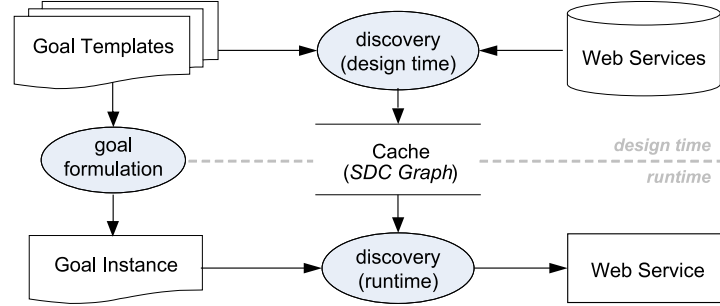 Goal Templates
discovery
(design time)
Web Services
goal
formulation
Cache
(SDC Graph)
design time
runtime
Goal Instance
discovery
(runtime)
Web Service